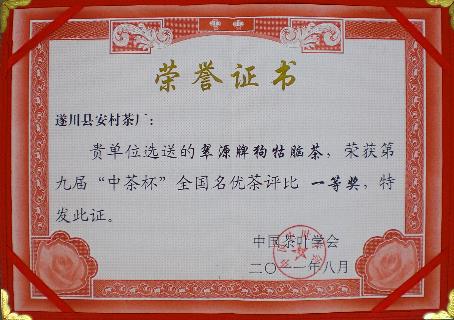 荣誉证书
遂川县安村茶厂：
贵单位选送的翠源牌狗牯脑茶，荣获第
九届“中茶杯”全国名优茶评比 一等奖，特
发此证。
中国茶叶学会
二〇一一年八月